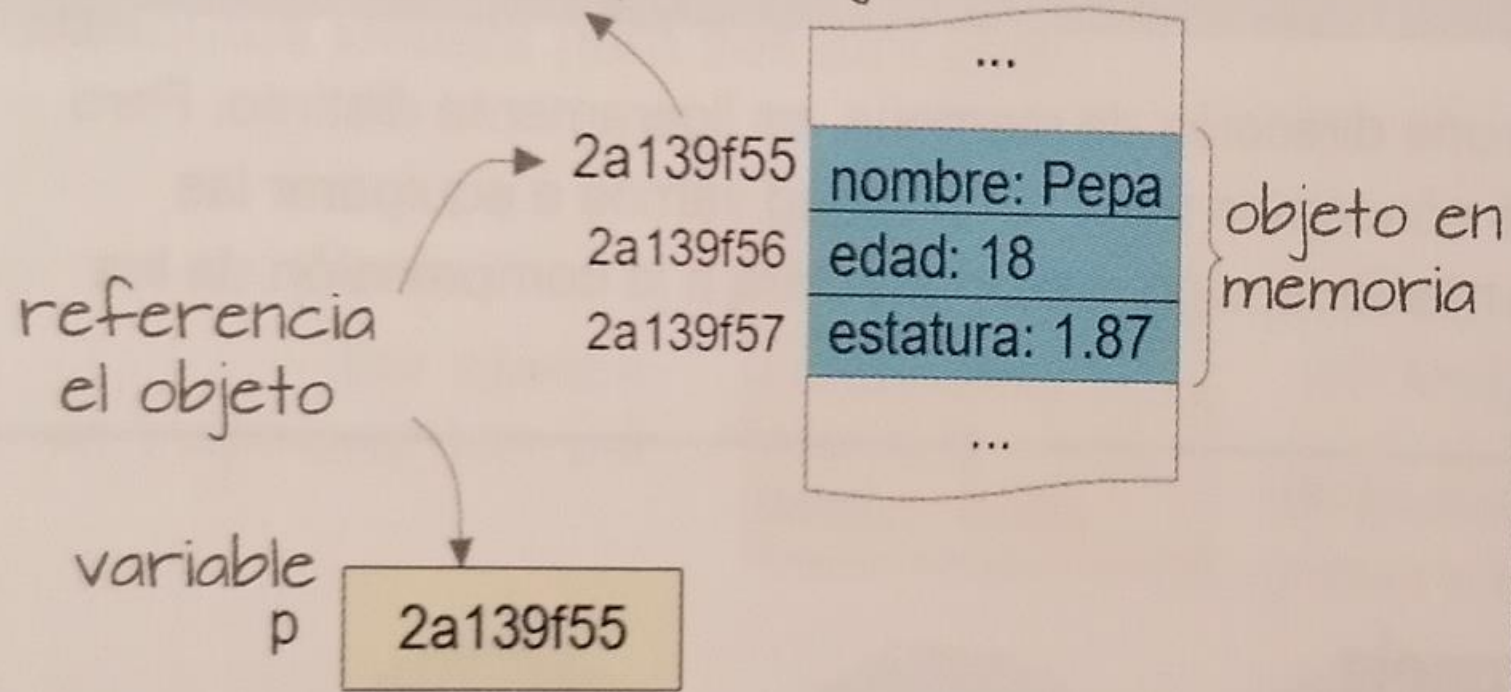 ...
2a139f55 nombre: Pepa
2a139f56 edad: 18
2a139f57 estatura: 1.87
...
objeto en
memoria
referencia
el objeto
variable
p
2a139f55